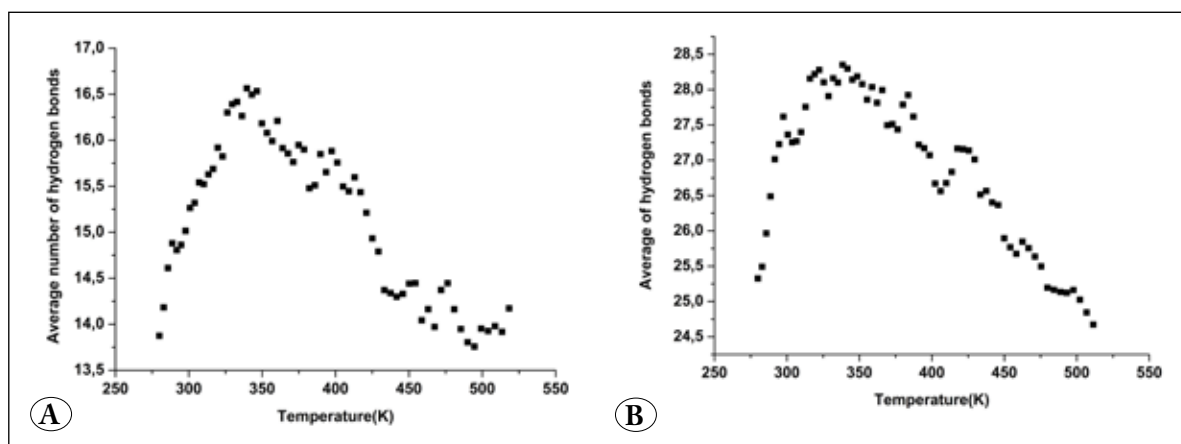 17,0
16,5
16,0
15,5
15,0
14,5
14,0
13,5
Average number of hydrogen bonds
250 300 350 400 450 500 550
Temperature(K)
A
28,5
28,0
27,5
27,0
26,5
26,0
25,5
25,0
24,5
Average of hydrogen bonds
250 300 350 400 450 500 550
Temperature(K)
B